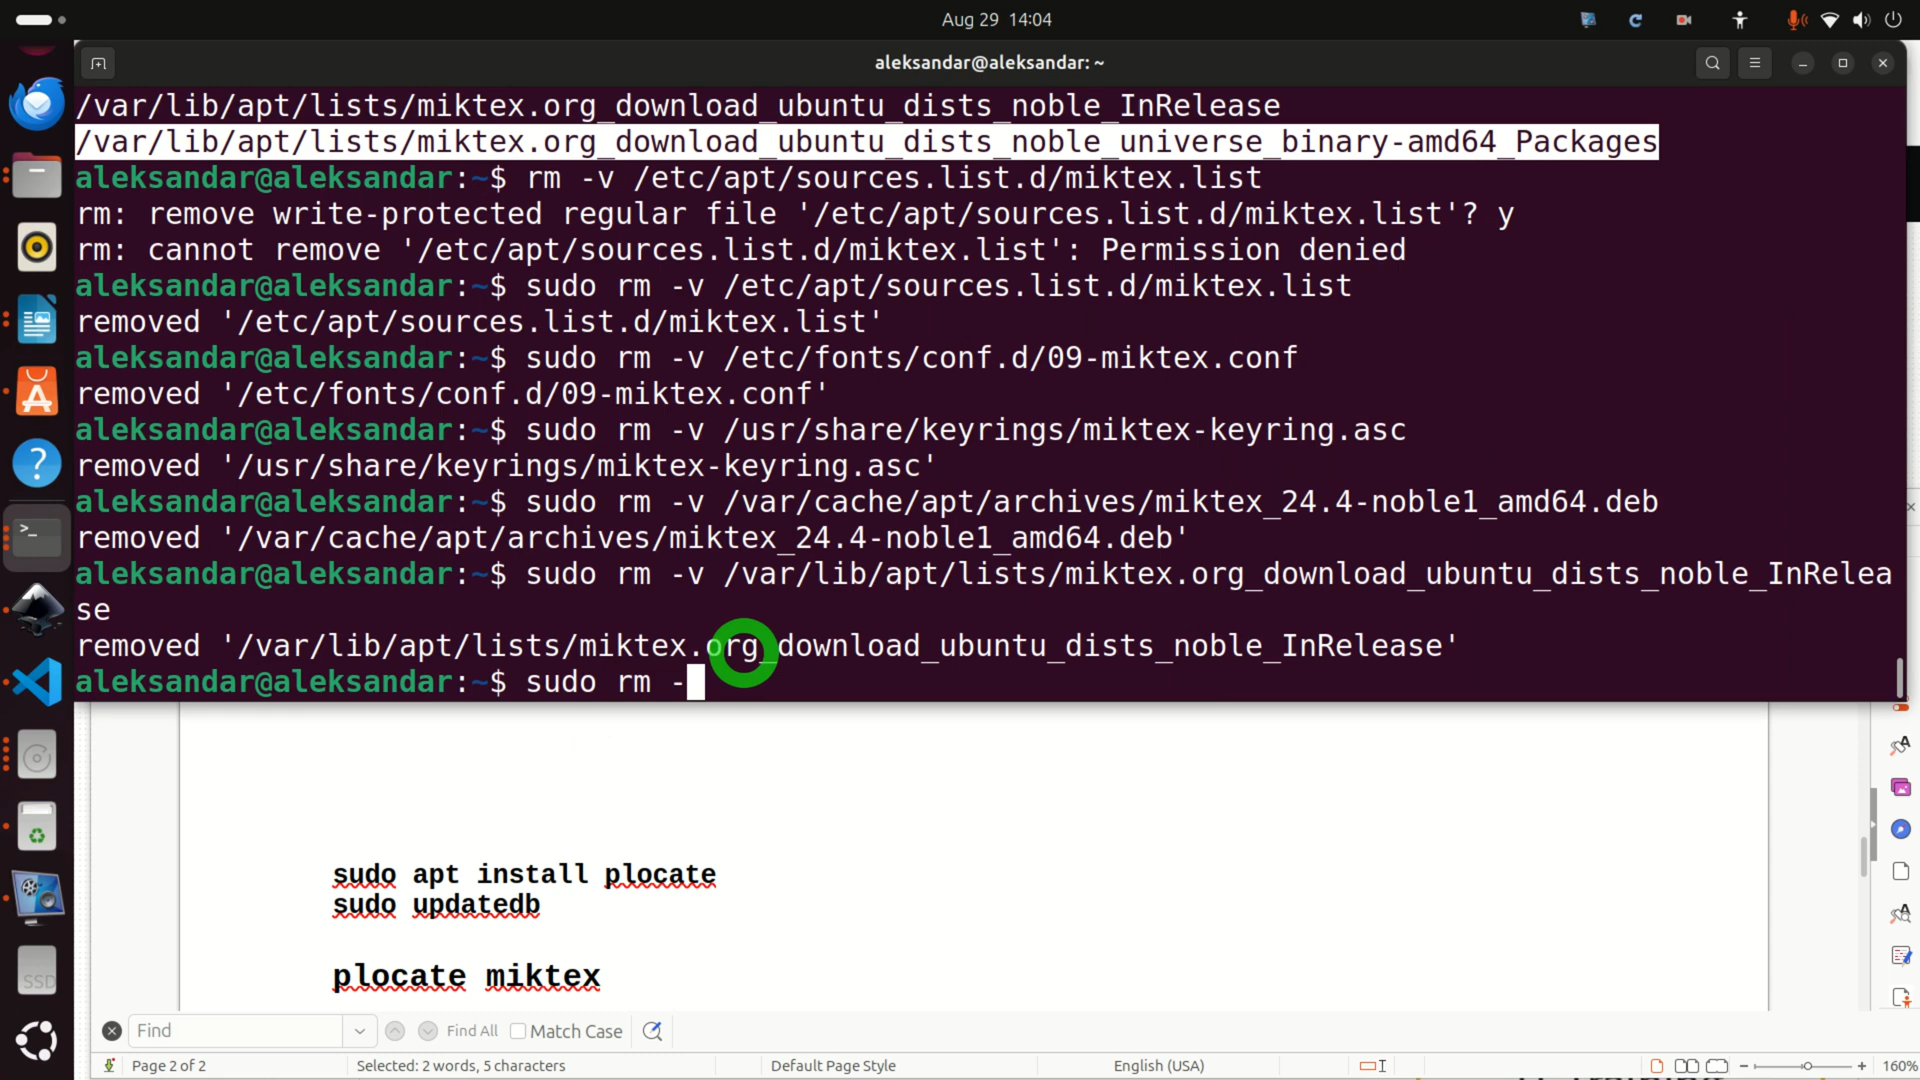 Aug 29 14:04
aleksandar@aleksandar: ~
/var/lib/apt/lists/miktex.org_download_ubuntu_dists_noble_InRelease
/var/lib/apt/lists/miktex.org_download_ubuntu_dists_noble_universe_binary-amd64_Packages
aleksandar@aleksandar:~$ rm -v /etc/apt/sources.list.d/miktex.list
rm: remove write-protected regular file '/etc/apt/sources.list.d/miktex.list'? y
rm: cannot remove '/etc/apt/sources.list.d/miktex.list': Permission denied
aleksandar@aleksandar:~$ sudo rm -v /etc/apt/sources.list.d/miktex.list
removed '/etc/apt/sources.list.d/miktex.list'
aleksandar@aleksandar:~$ sudo rm -v /etc/fonts/conf.d/09-miktex.conf
removed '/etc/fonts/conf.d/09-miktex.conf'
aleksandar@aleksandar:~$ sudo rm -v /usr/share/keyrings/miktex-keyring.asc
removed '/usr/share/keyrings/miktex-keyring.asc'
aleksandar@aleksandar:~$ sudo rm -v /var/cache/apt/archives/miktex_24.4-noble1_amd64.deb
removed '/var/cache/apt/archives/miktex_24.4-noble1_amd64.deb'
aleksandar@aleksandar:~$ sudo rm -v /var/lib/apt/lists/miktex.org_download_ubuntu_dists_noble_InRelea
se
removed '/var/lib/apt/lists/miktex.org_download_ubuntu_dists_noble_InRelease'
aleksandar@aleksandar:~$ sudo rm -
sudo apt install plocate
sudo updatedb
plocate miktex
SSD
Find
Find All
Match Case
Page 2 of 2
Selected: 2 words, 5 characters
Default Page Style
English (USA)
160%